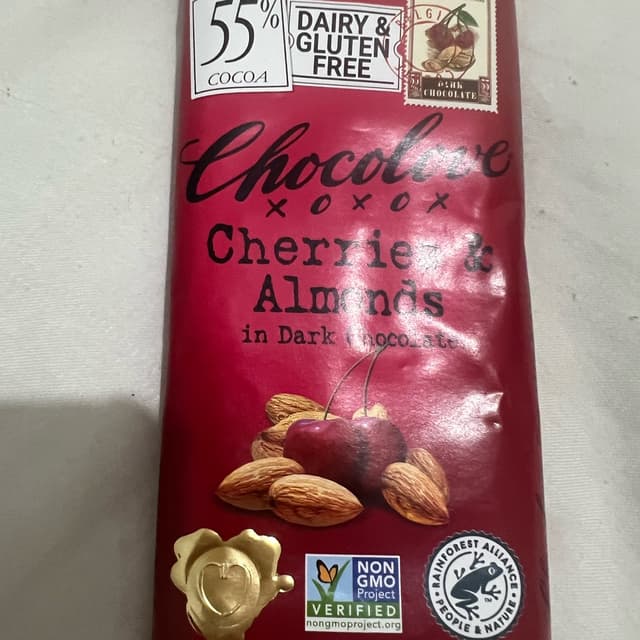 55%
COCOA
DAIRY &
GLUTEN
FREE
DARK
CHOCOLATE
Chocolove
XOXOX
Cherries &
Almonds
in Dark Chocolate
NON
GMO
Project
VERIFIED
nongmoproject.org
RAINFOREST ALLIANCE
PEOPLE & NATURE